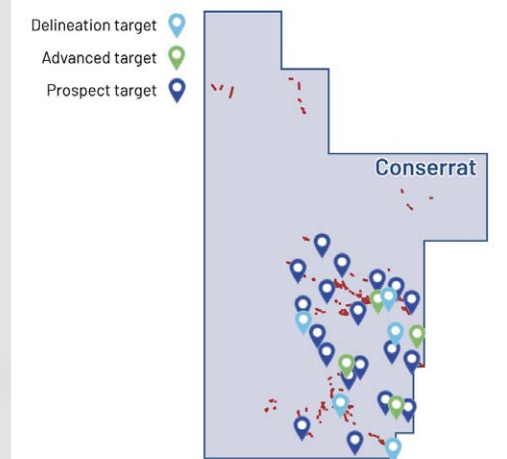 Delineation target
Advanced target
Prospect target
Conserrat